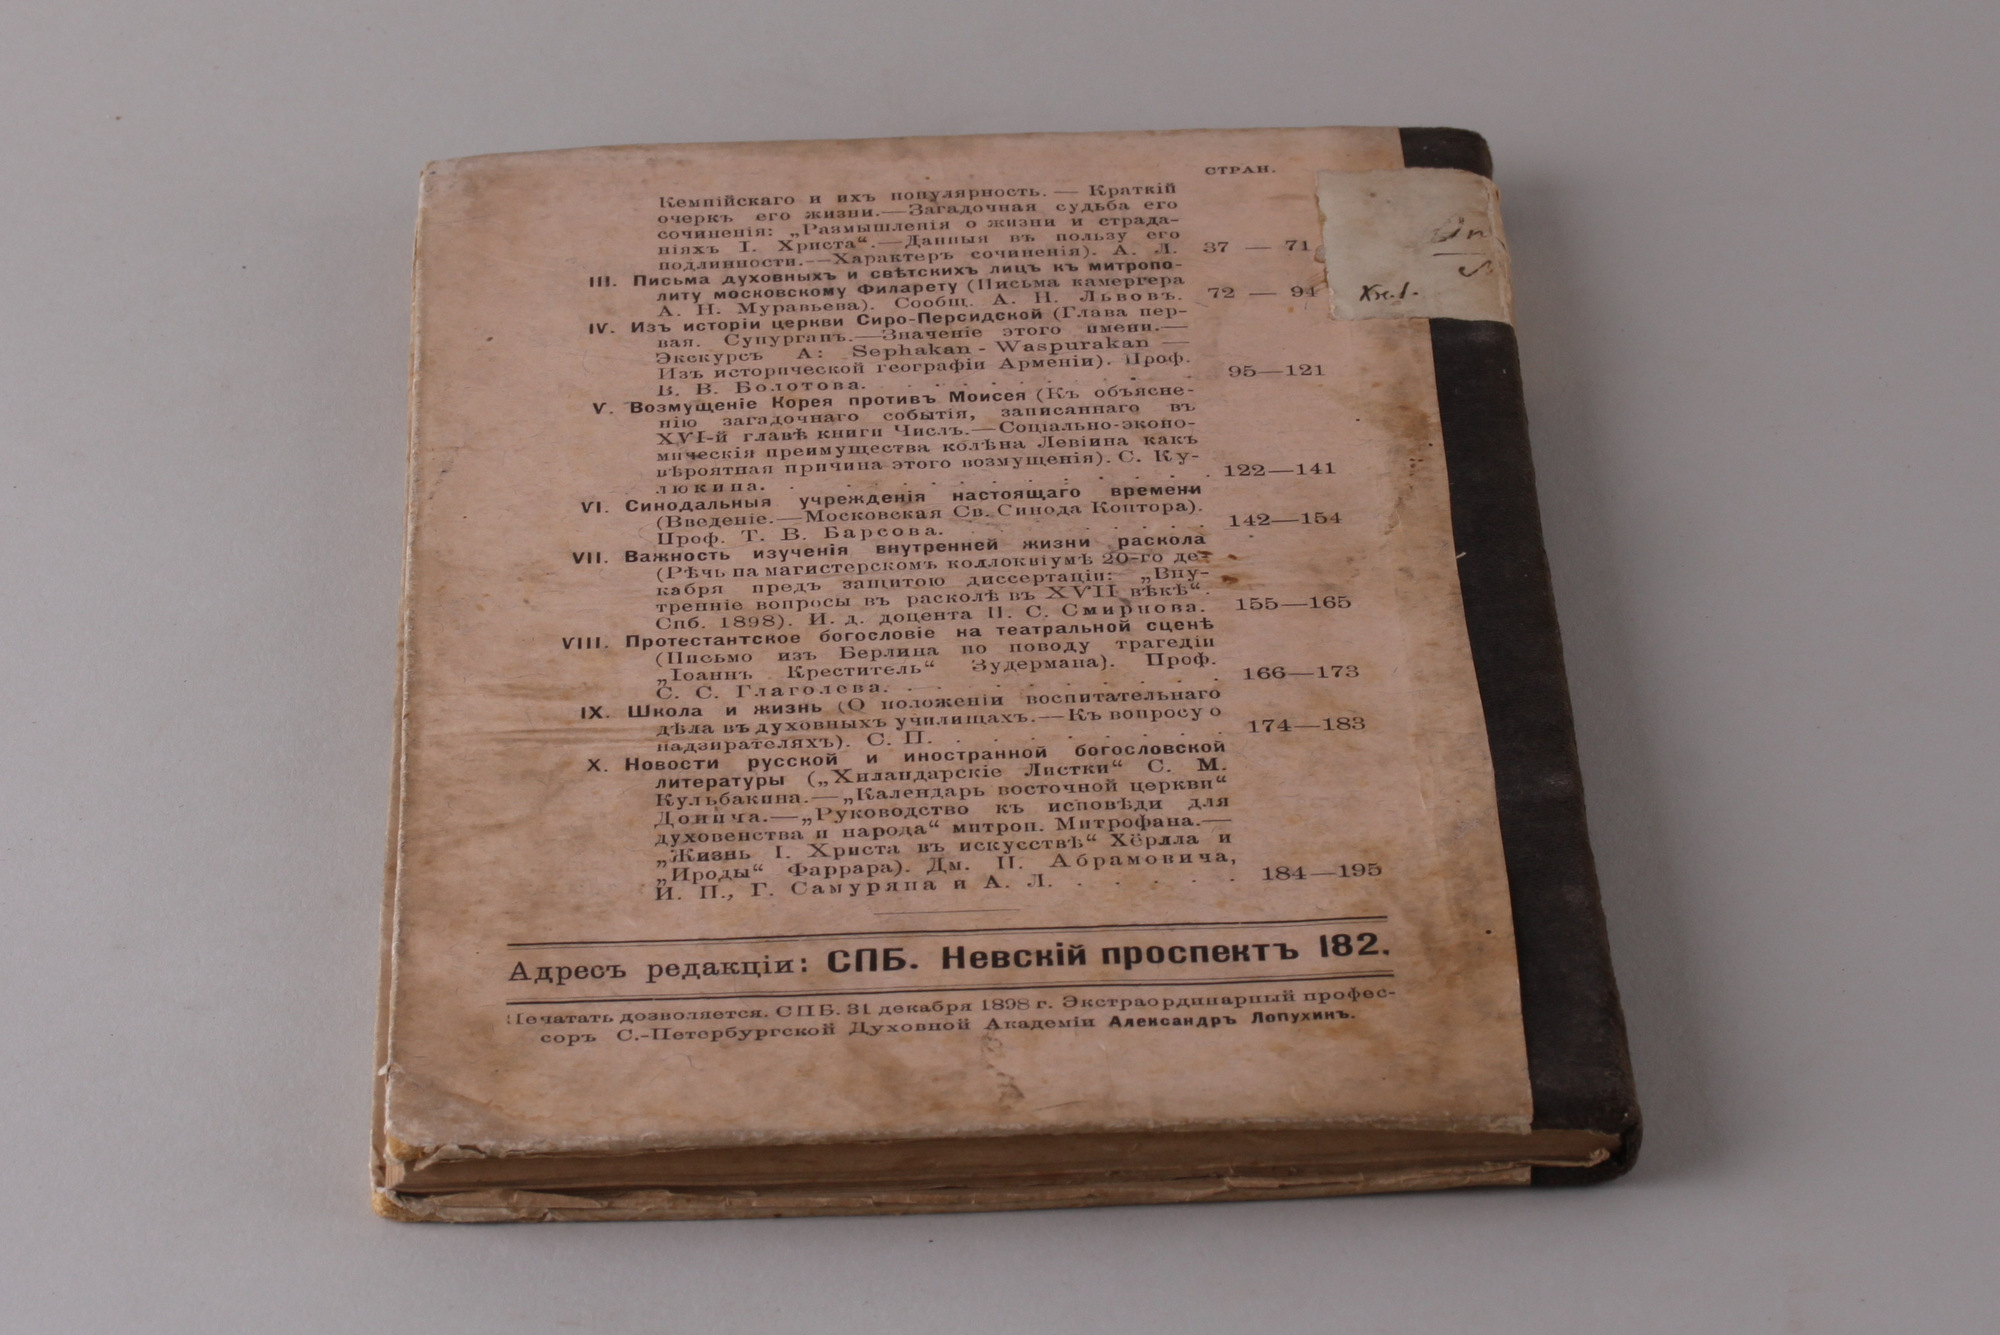 СТРАН.
Кемпійскаго и ихъ популярность. — Краткій
очеркъ его жизни.—Загадочная судьба его
сочиненія: „Размышленія о жизни и страда-
ніяхъ І. Христа“.—Данныя въ пользу его
подлинности.—Характеръ сочиненія). А. Л. 37 — 71
III. Письма духовныхъ и свѣтскихъ лицъ къ митропо-
литу московскому Филарету (Письма камергера
А. Н. Муравьева). Сообщ. А. Н. Львовъ. 72 — 94
IV. Изъ исторіи церкви Сиро-Персидской (Глава пер-
вая. Супурганъ.—Значеніе этого имени.—
Экскурсъ А: Sephakan - Waspurakan —
Изъ исторической географіи Арменіи). Проф.
В. В. Болотова. 95—121
V. Возмущеніе Корея противъ Моисея (Къ объясне-
нію загадочнаго событія, записаннаго въ
XVI-й главѣ книги Числъ.—Соціально-эконо-
мическія преимущества колѣна Левіина какъ
вѣроятная причина этого возмущенія). С. Ку-
люкина. 122—141
VI. Синодальныя учрежденія настоящаго времени
(Введеніе.—Московская Св. Синода Контора).
Проф. Т. В. Барсова. 142—154
VII. Важность изученія внутренней жизни раскола
(Рѣчь на магистерскомъ коллоквіумѣ 20-го де-
кабря предъ защитою диссертаціи: „Вну-
тренніе вопросы въ расколѣ въ XVII вѣкѣ“.
Спб. 1898). И. д. доцента П. С. Смирнова. 155—165
VIII. Протестантское богословіе на театральной сценѣ
(Письмо изъ Берлина по поводу трагедіи
„Іоаннъ Креститель“ Зудермана). Проф.
С. С. Глаголева. 166—173
IX. Школа и жизнь (О положеніи воспитательнаго
дѣла въ духовныхъ училищахъ.—Къ вопросу о
надзирателяхъ). С. П. 174—183
X. Новости русской и иностранной богословской
литературы („Хиландарскіе Листки“ С. М.
Кульбакина.—„Календарь восточной церкви“
Донича.—„Руководство къ исповѣди для
духовенства и народа“ митроп. Митрофана.—
„Жизнь І. Христа въ искусствѣ“ Хёрлла и
„Ироды“ Фаррара). Дм. П. Абрамовича,
И. П., Г. Самуряна и А. Л. 184—195
Адресъ редакціи: СПБ. Невскій проспектъ 182.
Печатать дозволяется. СПБ. 31 декабря 1898 г. Экстраординарный профес-
соръ С.-Петербургской Духовной Академіи Александръ Лопухинъ.